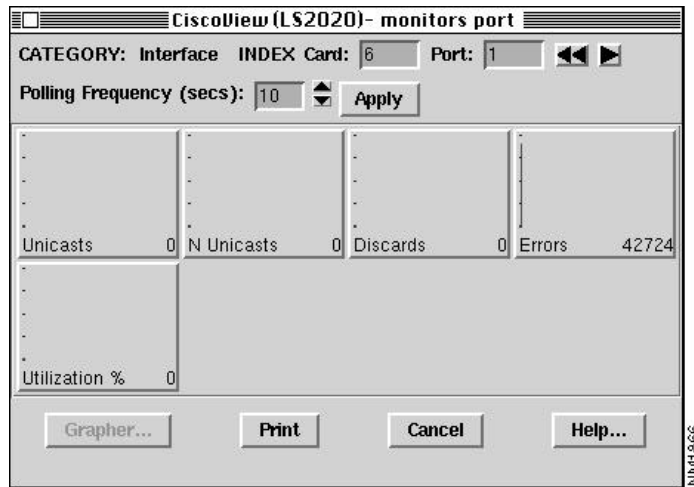 CiscoView (LS2020)- monitors port
CATEGORY: Interface INDEX Card: 6 Port: 1
Polling Frequency (secs): 10 Apply
Unicasts 0 N Unicasts 0 Discards 0 Errors 42724
Utilization % 0
Grapher... Print Cancel Help...
NM1966